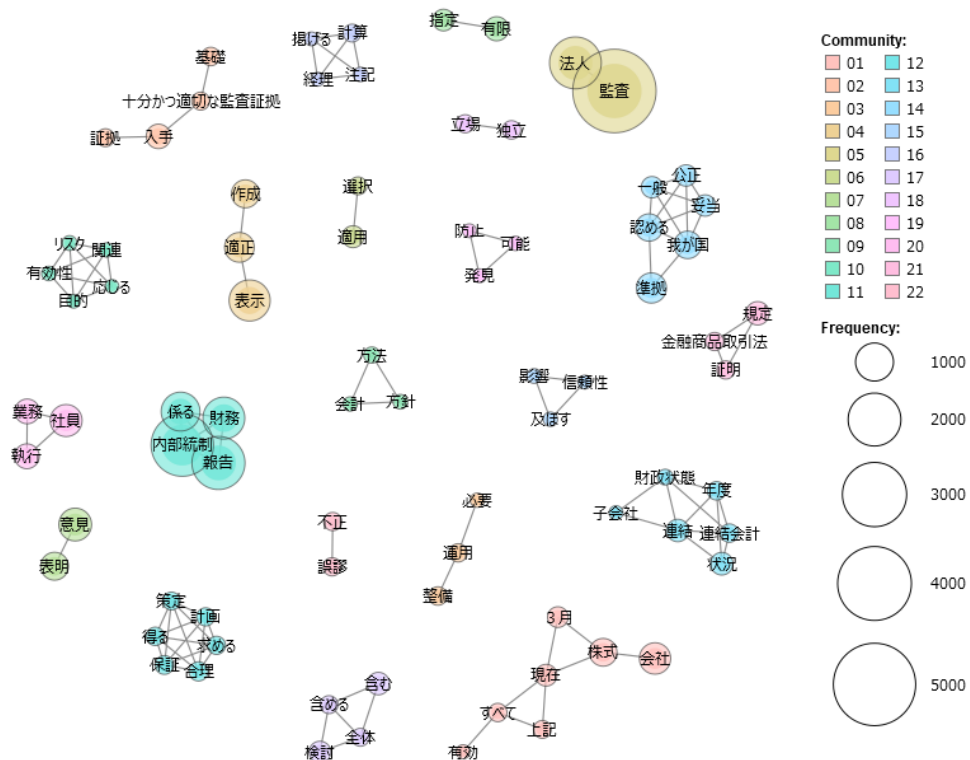 指定
有限
掲げる
計算
経理
注記
基礎
十分かつ適切な監査証拠
証拠
入手
法人
監査
立場
独立
作成
適正
表示
選択
適用
防止
可能
発見
一般
公正
妥当
認める
我が国
準拠
リスク
関連
有効性
応じる
目的
規定
金融商品取引法
証明
方法
会計
方針
影響
信頼性
及ぼす
業務
社員
執行
係る
財務
内部統制
報告
財政状態
年度
子会社
連結
連結会計
状況
意見
表明
不正
誤謬
必要
運用
整備
策定
計画
得る
求める
保証
合理
3月
株式
会社
現在
すべて
上記
有効
含む
含める
全体
検討
Community:
01
02
03
04
05
06
07
08
09
10
11
12
13
14
15
16
17
18
19
20
21
22
Frequency:
1000
2000
3000
4000
5000